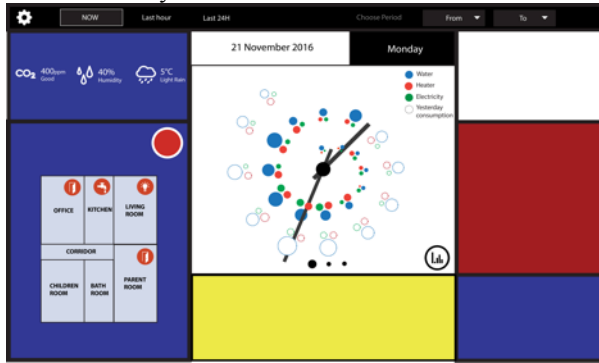 NOW Last hour Last 24H Choose Period From To
21 November 2016 Monday
CO₂ 400ppm Good 40% Humidity 5°C Light Rain
Water
Heater
Electricity
Yesterday
consumption
OFFICE KITCHEN LIVING
ROOM
CORRIDOR
CHILDREN
ROOM
BATH
ROOM
PARENT
ROOM